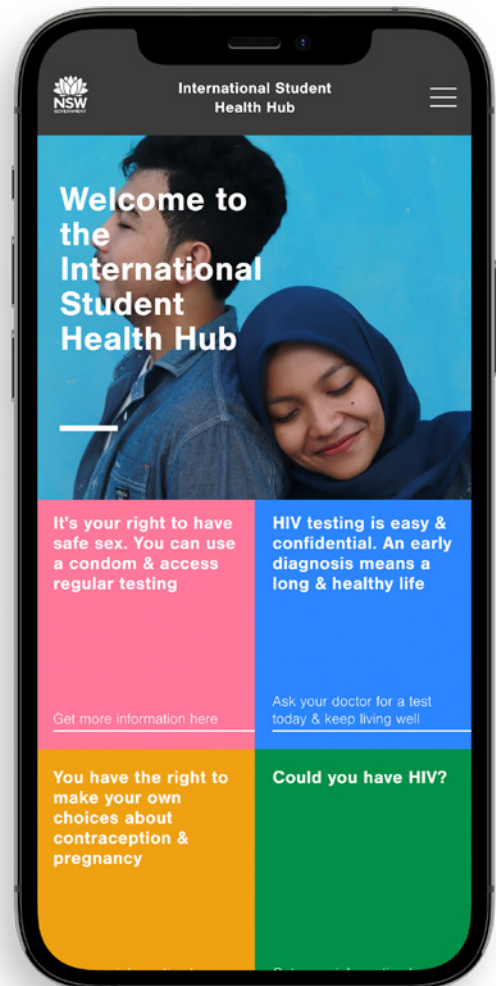 NSW
GOVERNMENT
International Student
Health Hub
Welcome to
the
International
Student
Health Hub
It's your right to have
safe sex. You can use
a condom & access
regular testing
Get more information here
HIV testing is easy &
confidential. An early
diagnosis means a
long & healthy life
Ask your doctor for a test
today & keep living well
You have the right to
make your own
choices about
contraception &
pregnancy
Could you have HIV?